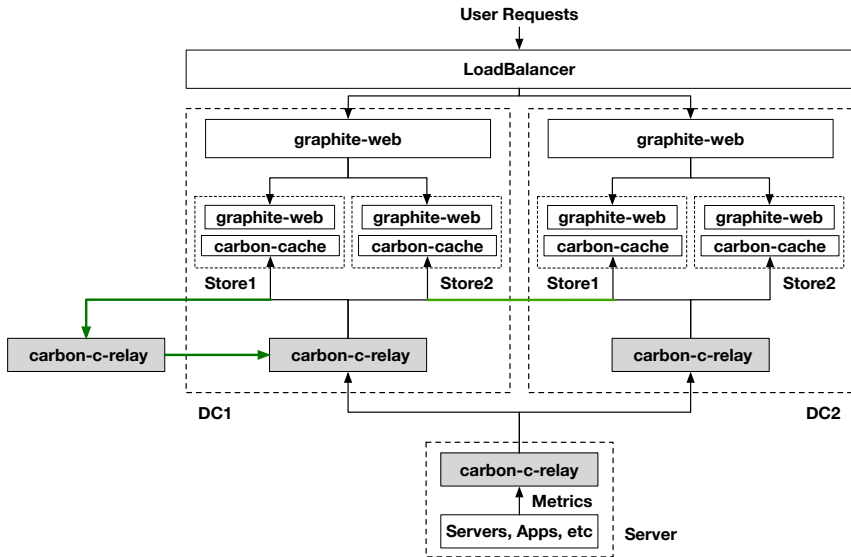 User Requests
LoadBalancer
graphite-web
graphite-web
graphite-web
graphite-web
graphite-web
graphite-web
carbon-cache
carbon-cache
carbon-cache
carbon-cache
Store1
Store2
Store1
Store2
carbon-c-relay
carbon-c-relay
carbon-c-relay
DC1
DC2
carbon-c-relay
Metrics
Servers, Apps, etc
Server